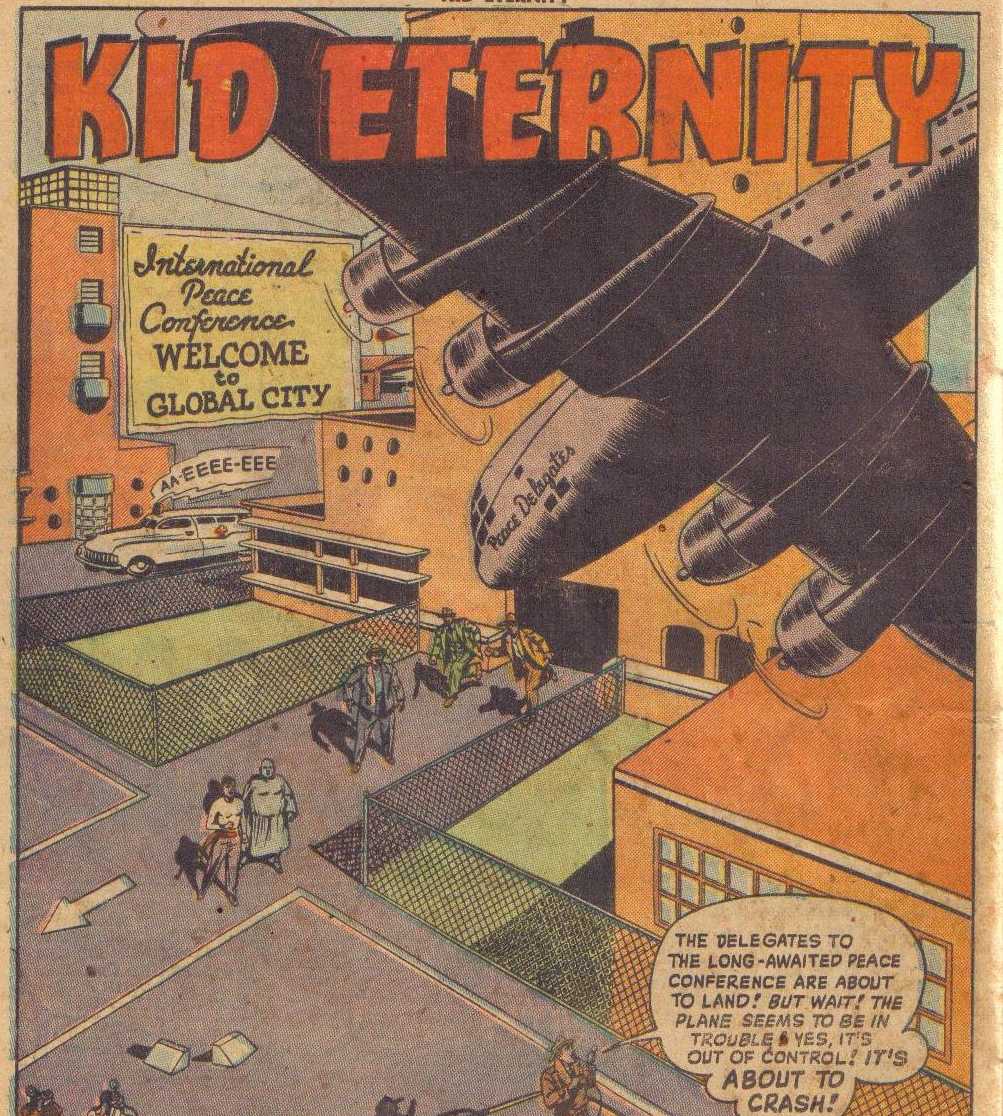 KID ETERNITY
KID ETERNITY
International
Peace
Conference
WELCOME
to
GLOBAL CITY
AA-EEEE-EEE
Peace Delegates
THE DELEGATES TO
THE LONG-AWAITED PEACE
CONFERENCE ARE ABOUT
TO LAND! BUT WAIT! THE
PLANE SEEMS TO BE IN
TROUBLE! YES, IT'S
OUT OF CONTROL! IT'S
ABOUT TO
CRASH!